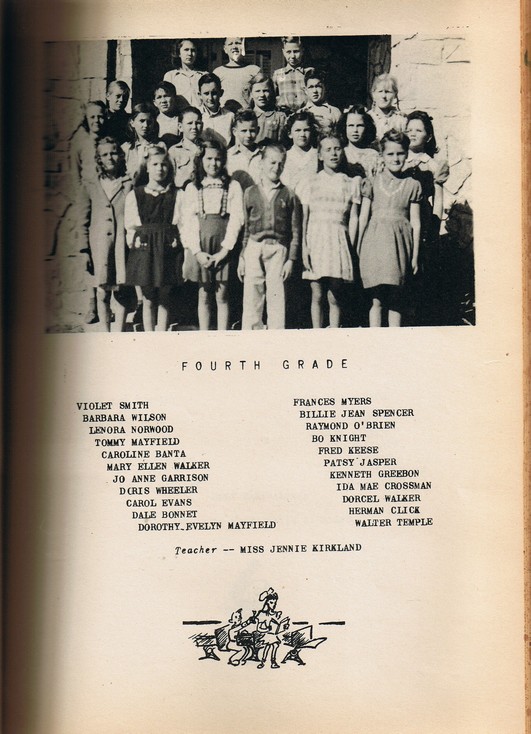 FOURTH GRADE
VIOLET SMITH
BARBARA WILSON
LENORA NORWOOD
TOMMY MAYFIELD
CAROLINE BANTA
MARY ELLEN WALKER
JO ANNE GARRISON
DORIS WHEELER
CAROL EVANS
DALE BONNET
DOROTHY EVELYN MAYFIELD
FRANCES MYERS
BILLIE JEAN SPENCER
RAYMOND O'BRIEN
BO KNIGHT
FRED KEESE
PATSY JASPER
KENNETH GREEBON
IDA MAE CROSSMAN
DORCEL WALKER
HERMAN CLICK
WALTER TEMPLE
Teacher -- MISS JENNIE KIRKLAND